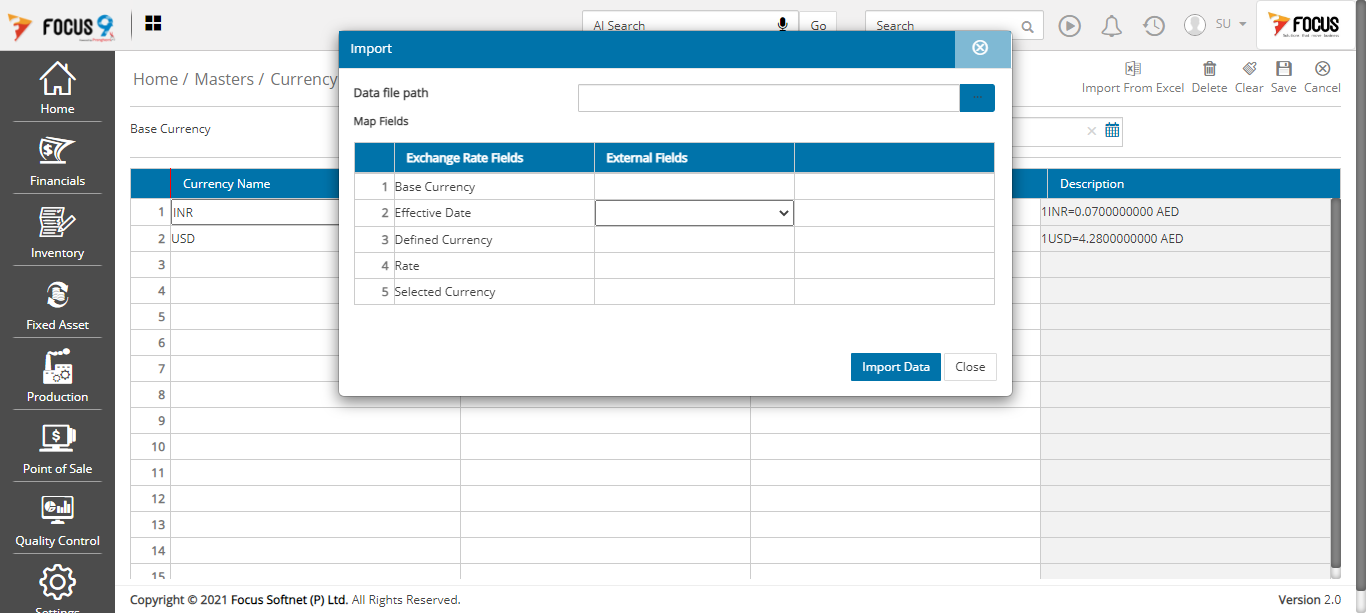 FOCUS 9
AI Search
Go
Search
SU
FOCUS
Home
Financials
Inventory
Fixed Asset
Production
Point of Sale
Quality Control
Settings
Home / Masters / Currency
Import From Excel
Delete
Clear
Save
Cancel
Base Currency
Currency Name
Description
1 INR 1INR=0.0700000000 AED
2 USD 1USD=4.2800000000 AED
3
4
5
6
7
8
9
10
11
12
13
14
15
Import
Data file path
...
Map Fields
Exchange Rate Fields External Fields
1 Base Currency
2 Effective Date
3 Defined Currency
4 Rate
5 Selected Currency
Import Data
Close
Copyright © 2021 Focus Softnet (P) Ltd. All Rights Reserved.
Version 2.0